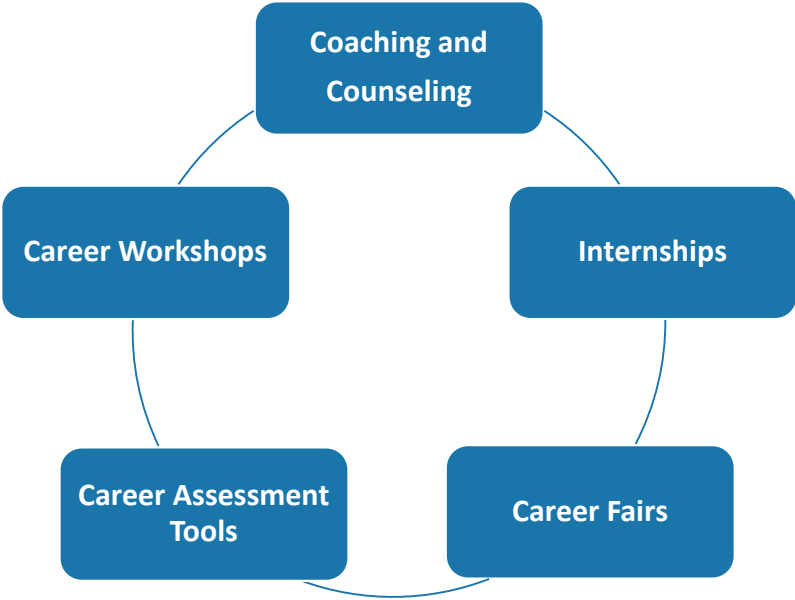 Coaching and
Counseling
Career Workshops
Internships
Career Assessment
Tools
Career Fairs